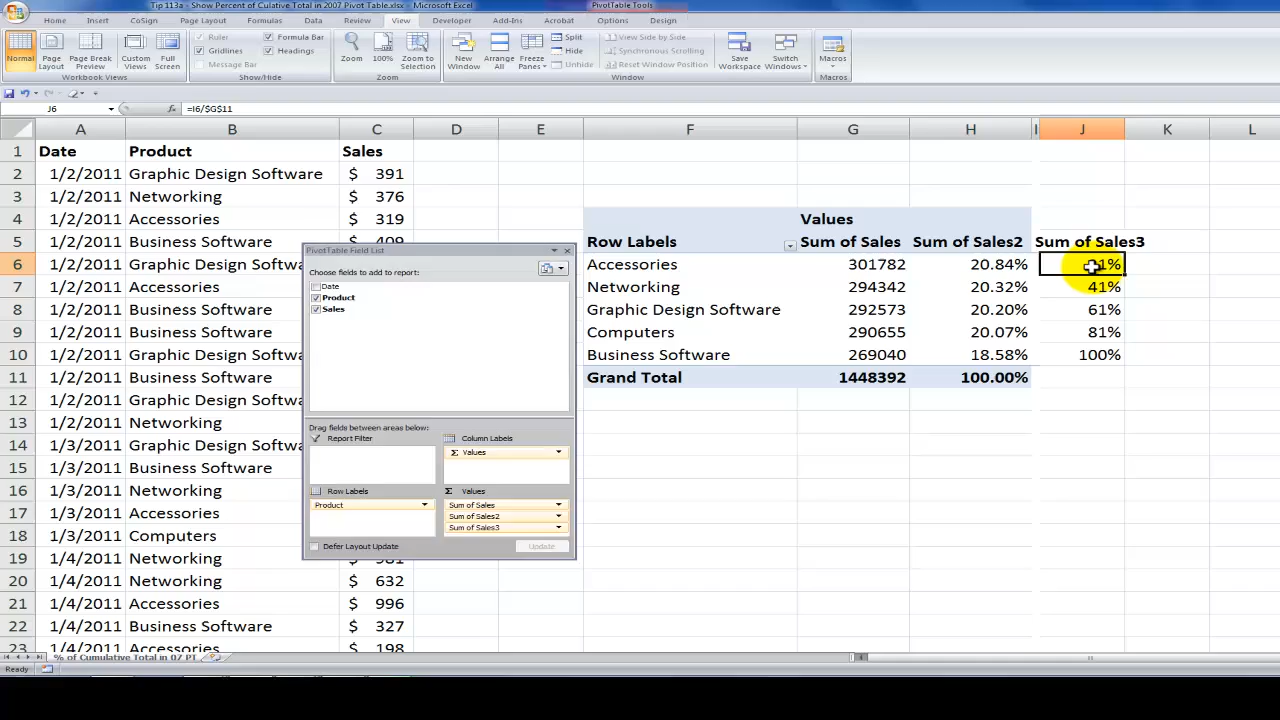 Tip 113a - Show Percent of Culative Total in 2007 Pivot Table.xlsx - Microsoft Excel
PivotTable Tools
Home Insert CoSign Page Layout Formulas Data Review View Developer Add-Ins Acrobat Options Design
Ruler Formula Bar Split View Side by Side
Gridlines Headings Hide Synchronous Scrolling
Message Bar Unhide Reset Window Position
Normal Page Layout Page Break Preview Custom Views Full Screen Zoom 100% Zoom to Selection New Window Arrange All Freeze Panes Save Workspace Switch Windows Macros
Workbook Views Show/Hide Zoom Window Macros
J6 fx =I6/$G$11
A B C D E F G H I J K L
1 Date Product Sales
2 1/2/2011 Graphic Design Software $ 391
3 1/2/2011 Networking $ 376
4 1/2/2011 Accessories $ 319 Values
5 1/2/2011 Business Software $ 409 Row Labels Sum of Sales Sum of Sales2 Sum of Sales3
6 1/2/2011 Graphic Design Softwa Accessories 301782 20.84% 1%
7 1/2/2011 Accessories Networking 294342 20.32% 41%
8 1/2/2011 Business Software Graphic Design Software 292573 20.20% 61%
9 1/2/2011 Graphic Design Softwa Computers 290655 20.07% 81%
10 1/2/2011 Business Software Business Software 269040 18.58% 100%
11 1/2/2011 Business Software Grand Total 1448392 100.00%
12 1/2/2011 Graphic Design Softwa
13 1/2/2011 Networking
14 1/3/2011 Graphic Design Softwa
15 1/3/2011 Business Software
16 1/3/2011 Networking
17 1/3/2011 Accessories
18 1/3/2011 Computers
19 1/4/2011 Networking
20 1/4/2011 Networking $ 632
21 1/4/2011 Accessories $ 996
22 1/4/2011 Business Software $ 327
23 1/4/2011 Accessories $ 198
PivotTable Field List
Choose fields to add to report:
Date
Product
Sales
Drag fields between areas below:
Report Filter Column Labels
Σ Values
Row Labels Σ Values
Product Sum of Sales
Sum of Sales2
Sum of Sales3
Defer Layout Update Update
% of Cumulative Total in 07 PT
Ready